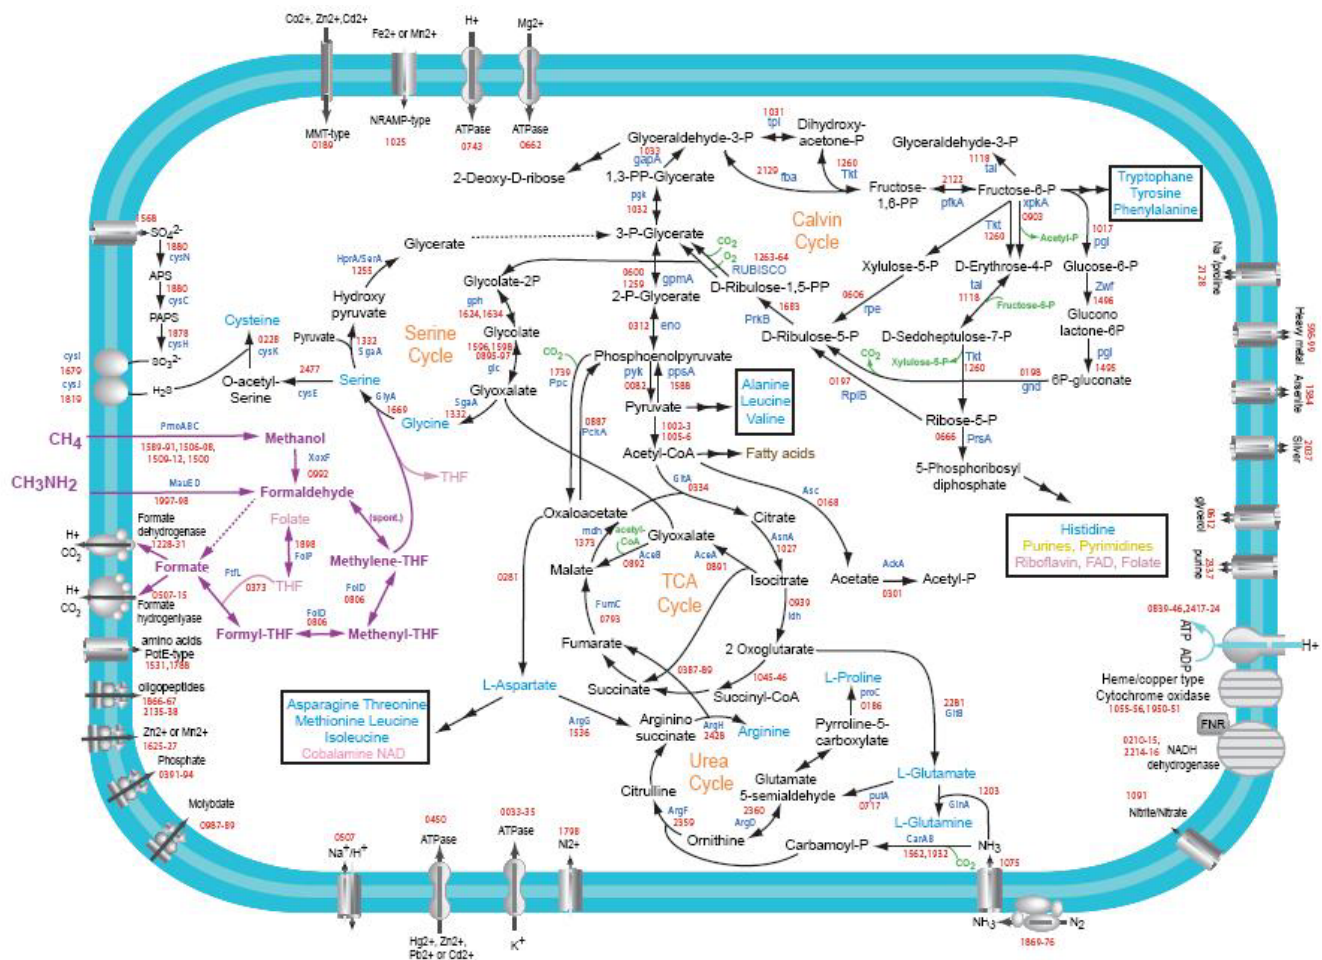 Co2+, Zn2+,Cd2+
Fe2+ or Mn2+
H+
Mg2+
MMT-type
0189
NRAMP-type
1025
ATPase
0743
ATPase
0662
Glyceraldehyde-3-P
1031
tpi
Dihydroxy-
acetone-P
Glyceraldehyde-3-P
1033
gapA
2-Deoxy-D-ribose
1,3-PP-Glycerate
2129
fba
1260
Tkt
Fructose-
1,6-PP
2122
pfkA
1118
tal
Fructose-6-P
xpkA
0903
Tryptophane
Tyrosine
Phenylalanine
pgk
1032
Calvin
Cycle
Tkt
1260
Acetyl-P
1017
pgl
1568
SO42-
1880
cysN
APS
1880
cysC
PAPS
1878
cysH
SO32-
cysI
1679
cysJ
1819
H2S
Glycerate
3-P-Glycerate
CO2
O2
1263-64
RUBISCO
D-Ribulose-1,5-PP
HprA/SerA
1255
Hydroxy
pyruvate
Glycolate-2P
0600
1259
gpmA
2-P-Glycerate
Xylulose-5-P
D-Erythrose-4-P
Glucose-6-P
tal
1118
Fructose-6-P
Zwf
1496
Glucono
lactone-6P
gph
1624,1634
Serine
Cycle
Glycolate
1596,1598
0895-97
glc
Glyoxalate
0312
eno
1683
PrkB
0606
rpe
D-Ribulose-5-P
D-Sedoheptulose-7-P
pgl
1495
Cysteine
0228
cysK
Pyruvate
1332
SgaA
O-acetyl-
Serine
2477
cysE
Serine
GlyA
1669
Glycine
SgaA
1332
CO2
1739
Ppc
Phosphoenolpyruvate
pyk
0082
ppsA
1588
Pyruvate
Alanine
Leucine
Valine
CO2
Xylulose-5-P
Tkt
1260
0198
gnd
6P-gluconate
0197
RpiB
Ribose-5-P
0666
PrsA
5-Phosphoribosyl
diphosphate
0887
PckA
1002-3
1005-6
Acetyl-CoA
Fatty acids
CH4
PmoABC
1589-91,1506-08,
1509-12, 1500
Methanol
XoxF
0992
THF
CH3NH2
MauED
1997-98
Formaldehyde
Folate
(spont.)
1898
FolP
Methylene-THF
THF
H+
CO2
Formate
dehydrogenase
1228-31
Formate
H+
CO2
0507-15
Formate
hydrogenlyase
FtfL
0373
FolD
0806
FolD
0806
Formyl-THF
Methenyl-THF
GltA
0334
Asc
0168
Oxaloacetate
mdh
1373
acetyl-
CoA
Glyoxalate
Citrate
AsnA
1027
AceB
0892
AceA
0891
Malate
TCA
Cycle
Isocitrate
Acetate
AckA
0301
Acetyl-P
0281
FumC
0793
0939
Idh
Fumarate
2 Oxoglutarate
0387-89
1045-46
Succinate
Succinyl-CoA
Histidine
Purines, Pyrimidines
Riboflavin, FAD, Folate
Na+/proline
2128
Heavy metal
596-99
Arsenite
1584
Silver
2037
glycerol
0612
purine
2337
0839-46,2417-24
ATP
ADP
H+
Heme/copper type
Cytochrome oxidase
1055-56,1950-51
FNR
0210-15,
2214-16
NADH
dehydrogenase
1091
Nitrite/Nitrate
amino acids
PotE-type
1531,1788
oligopeptides
1866-67
2135-38
Zn2+ or Mn2+
1625-27
Phosphate
0391-94
Molybdate
0987-89
L-Aspartate
Asparagine Threonine
Methionine Leucine
Isoleucine
Cobalamine NAD
ArgG
1536
Arginino
succinate
ArgH
2428
Arginine
Urea
Cycle
L-Proline
proC
0186
Pyrroline-5-
carboxylate
2281
GltB
Glutamate
5-semialdehyde
L-Glutamate
putA
0717
1203
GlnA
L-Glutamine
Citrulline
ArgF
2359
2360
ArgD
Ornithine
Carbamoyl-P
CarAB
1562,1932
CO2
NH3
1075
NH3
N2
1869-76
0507
Na+/H+
0450
ATPase
Hg2+, Zn2+,
Pb2+ or Cd2+
0033-35
ATPase
K+
1798
NI2+